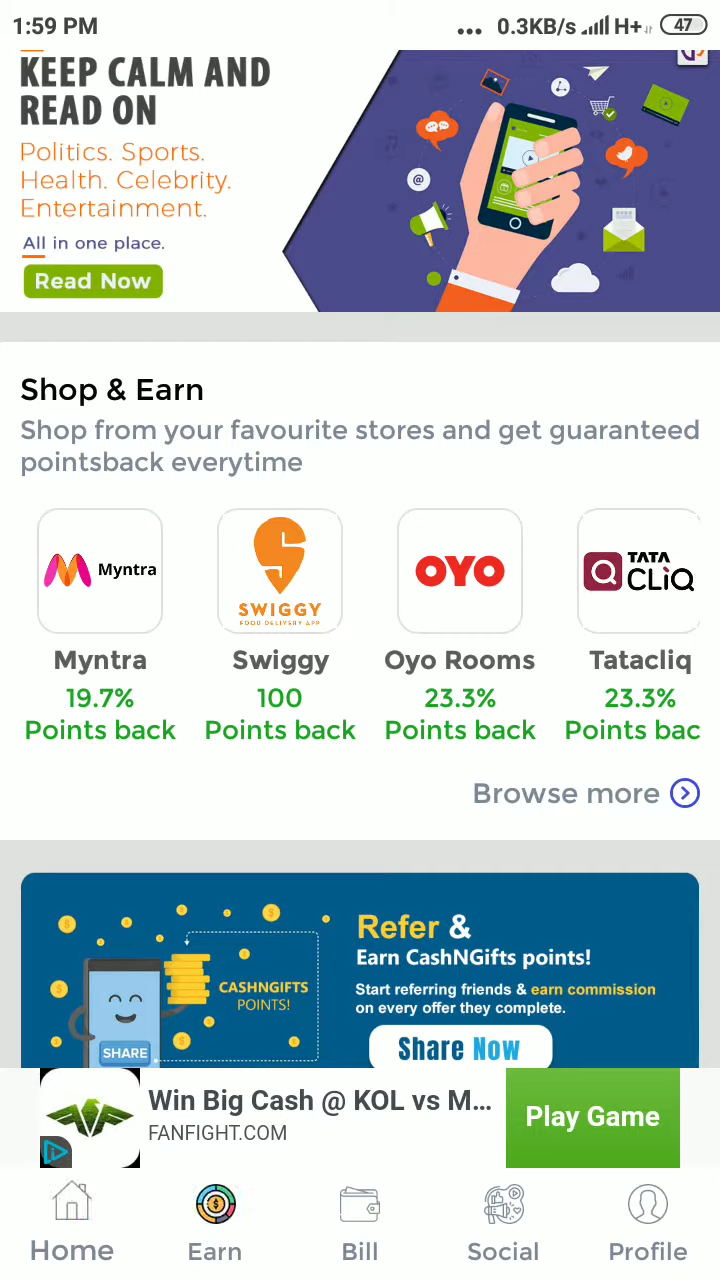 1:59 PM
... 0.3KB/s H+ 47
KEEP CALM AND
READ ON
Politics. Sports.
Health. Celebrity.
Entertainment.
All in one place.
Read Now
@
Shop & Earn
Shop from your favourite stores and get guaranteed
pointsback everytime
Myntra
SWIGGY
FOOD DELIVERY APP
OYO
TATA
CLiQ
Myntra
Swiggy
Oyo Rooms
Tatacliq
19.7%
100
23.3%
23.3%
Points back
Points back
Points back
Points bac
Browse more
Refer &
Earn CashNGifts points!
CASHNGIFTS
POINTS!
Start referring friends & earn commission
on every offer they complete.
SHARE
Share Now
Win Big Cash @ KOL vs M...
FANFIGHT.COM
Play Game
Home
Earn
Bill
Social
Profile